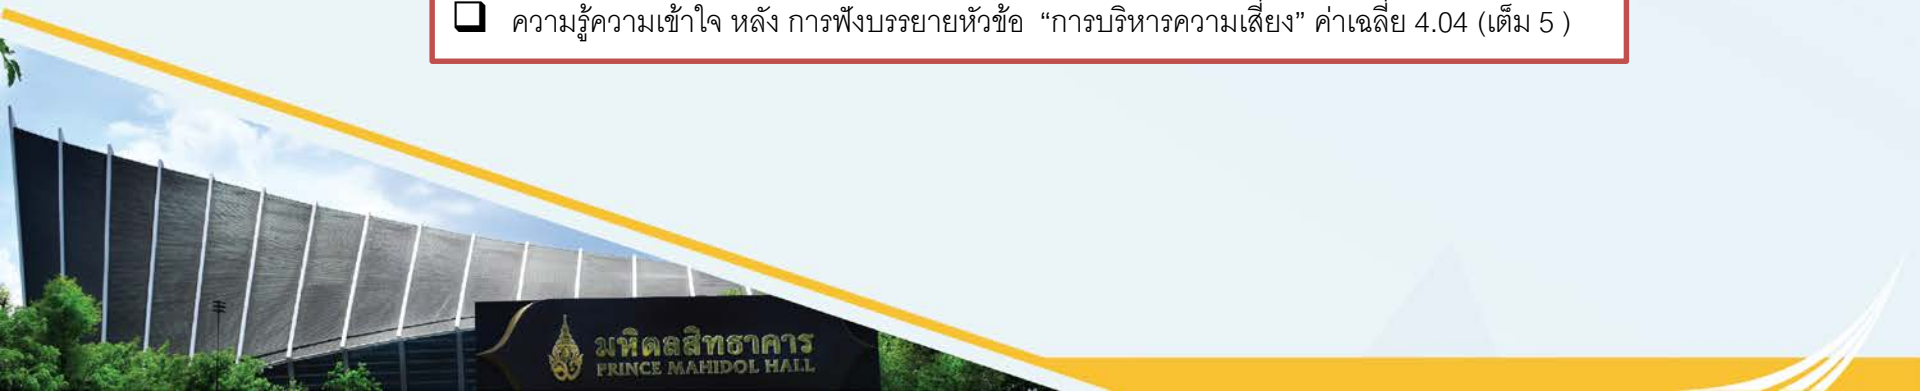 ❑ ความรู้ความเข้าใจ หลัง การฟังบรรยายหัวข้อ “การบริหารความเสี่ยง” ค่าเฉลี่ย 4.04 (เต็ม 5 )
มหิดลสิทธาคาร
PRINCE MAHIDOL HALL